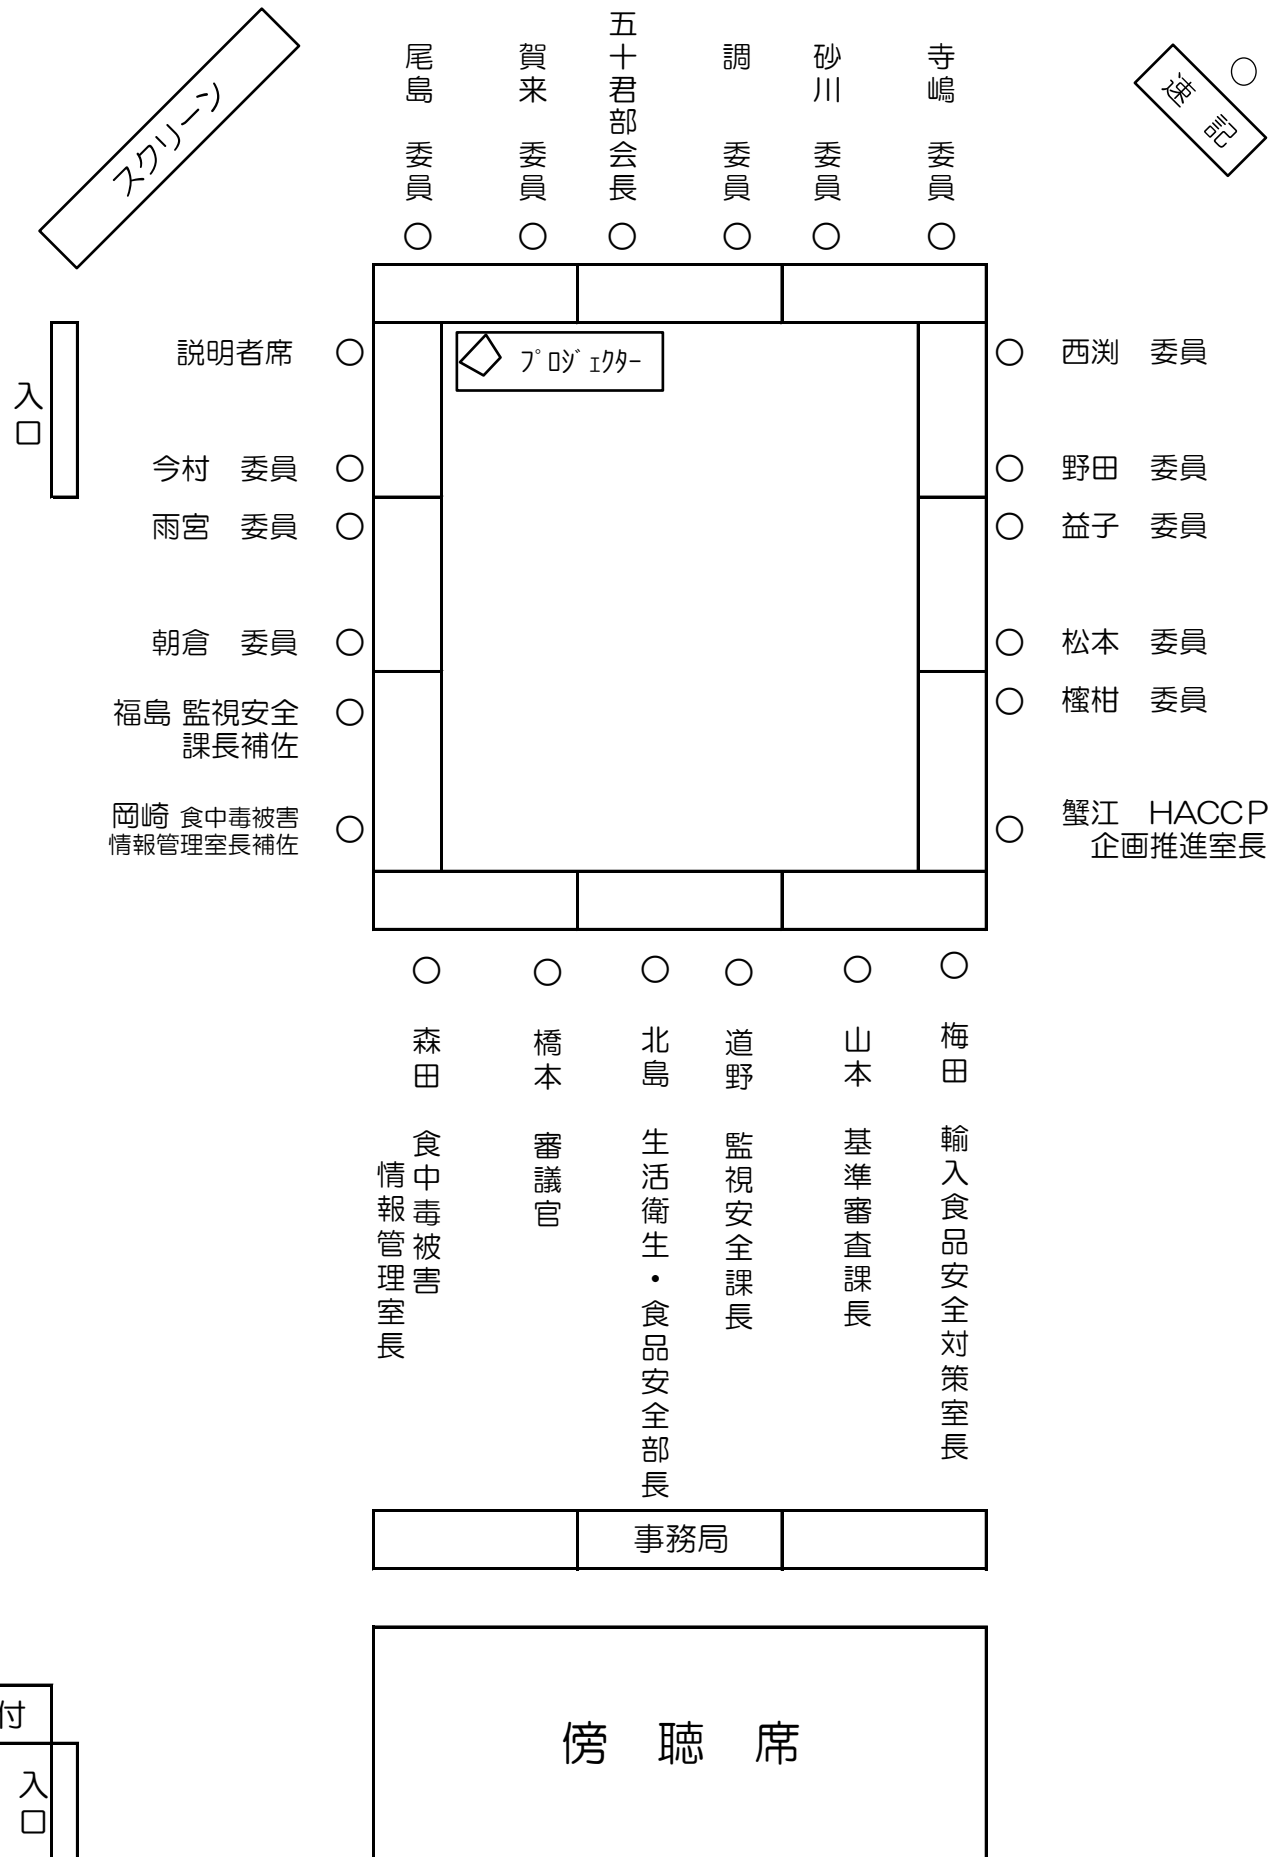 スクリーン
尾島　委員
賀来　委員
五十君部会長
調　委員
砂川　委員
寺嶋　委員
速記
入口
説明者席
プロジェクター
西渕　委員
今村　委員
野田　委員
雨宮　委員
益子　委員
朝倉　委員
松本　委員
福島 監視安全
課長補佐
櫁柑　委員
岡崎 食中毒被害
情報管理室長補佐
蟹江　HACCP
企画推進室長
森田　食中毒被害
情報管理室長
橋本　審議官
北島　生活衛生・食品安全部長
道野　監視安全課長
山本　基準審査課長
梅田　輸入食品安全対策室長
事務局
傍　聴　席
付
入口